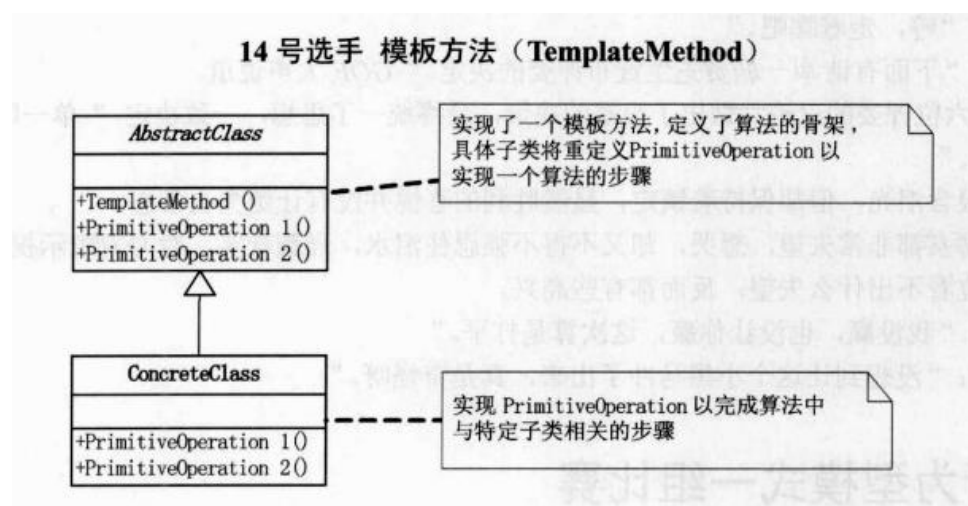 14 号选手 模板方法（TemplateMethod）
AbstractClass
+TemplateMethod ()
+PrimitiveOperation 1()
+PrimitiveOperation 2()
实现了一个模板方法，定义了算法的骨架，
具体子类将重定义PrimitiveOperation 以
实现一个算法的步骤
ConcreteClass
+PrimitiveOperation 1()
+PrimitiveOperation 2()
实现 PrimitiveOperation 以完成算法中
与特定子类相关的步骤